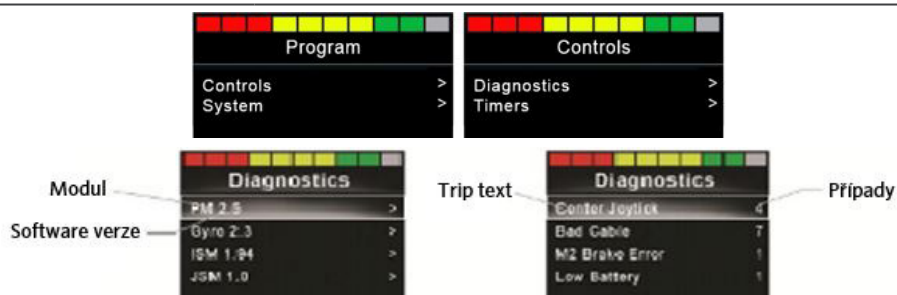 Program
Controls >
System >
Controls
Diagnostics >
Timers >
Modul
Software verze
Diagnostics
PM 2.5 >
Gyro 2.3 >
ISM 1.94 >
JSM 1.0 >
Trip text
Případy
Diagnostics
Center Joytick 4
Bad Cable 7
M2 Brake Error 1
Low Battery 1